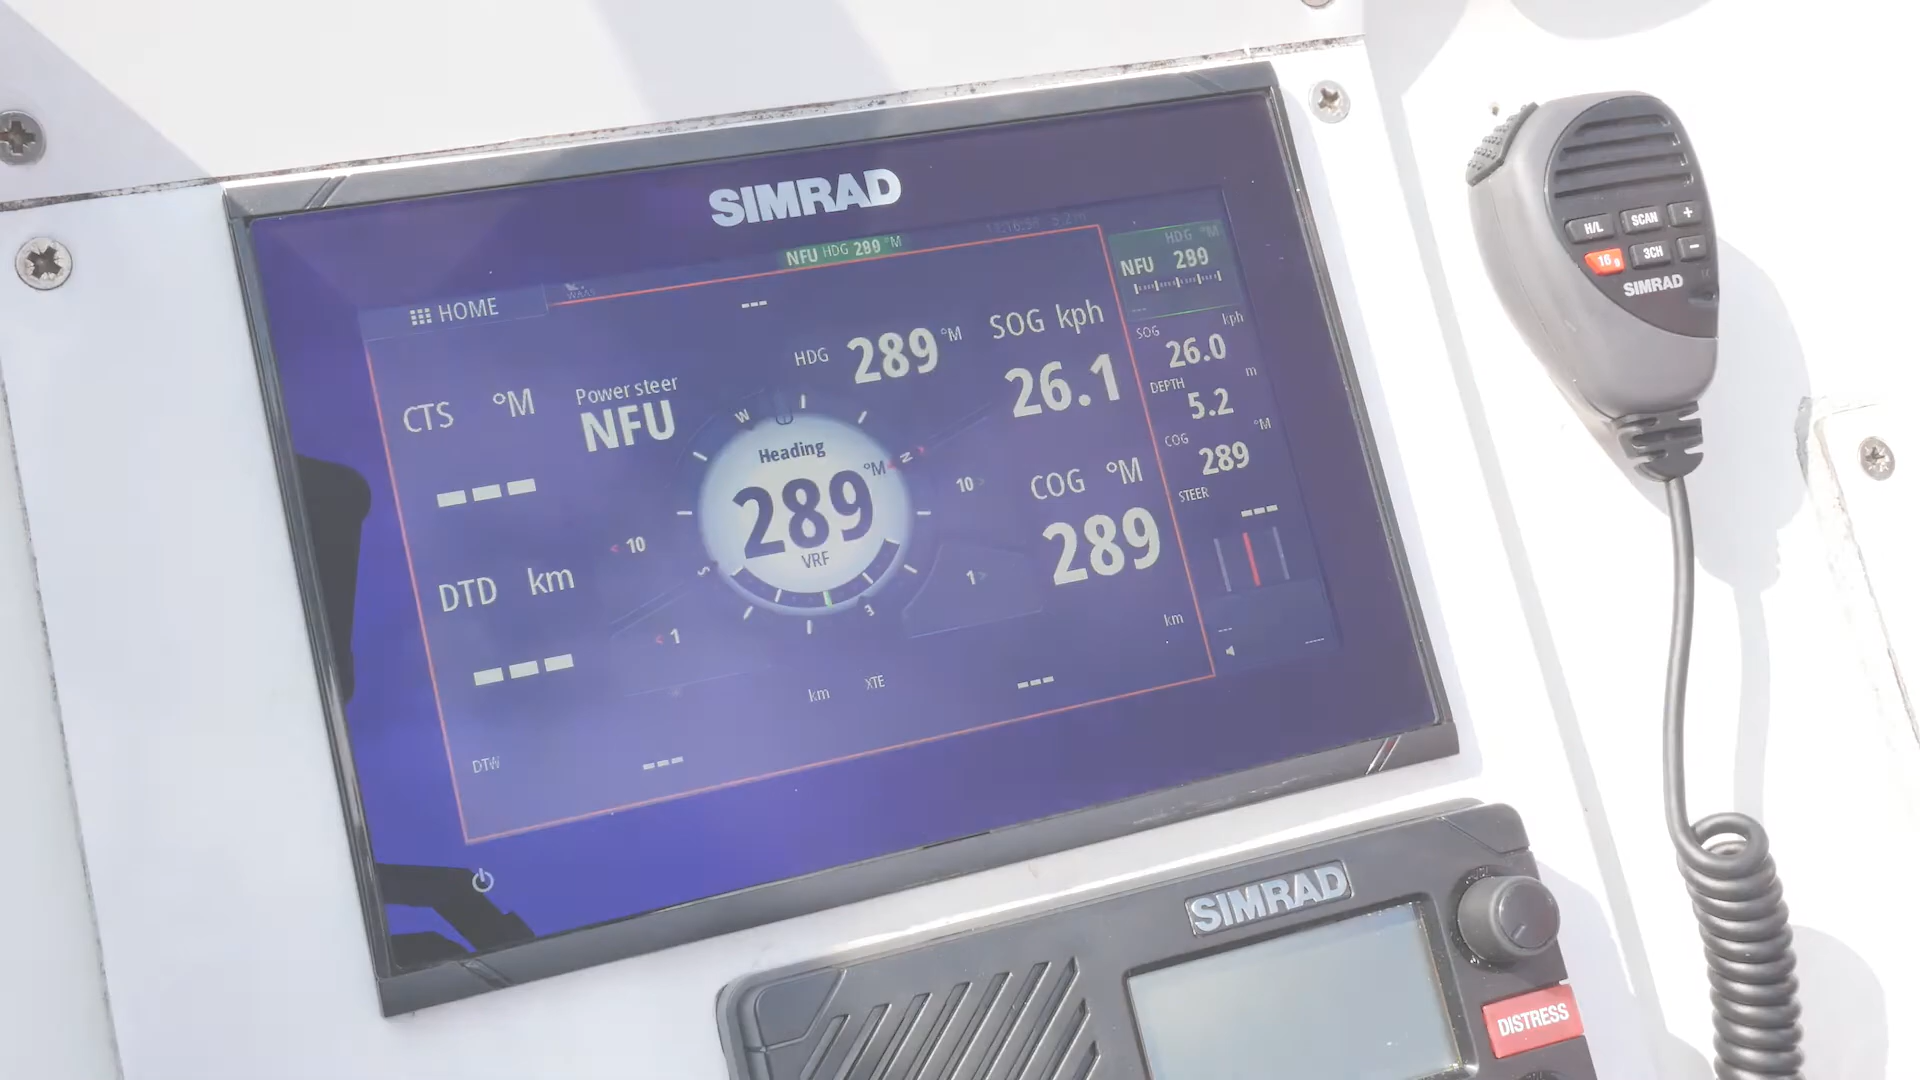 SIMRAD
NFU HDG 289 °M
HOME
WAAS
---
HDG 289 °M
SOG kph
26.1
CTS °M
---
Power steer
NFU
W
N
S
Heading
289 °M
VRF
< 10
10 >
< 1
1 >
3
COG °M
289
DTD km
---
km
km XTE
---
DTW
---
HDG °M
NFU 289
---
SOG kph
26.0
DEPTH m
5.2
COG °M
289
STEER
---
---
----
H/L SCAN +
16 9 3CH -
SIMRAD
SIMRAD
DISTRESS